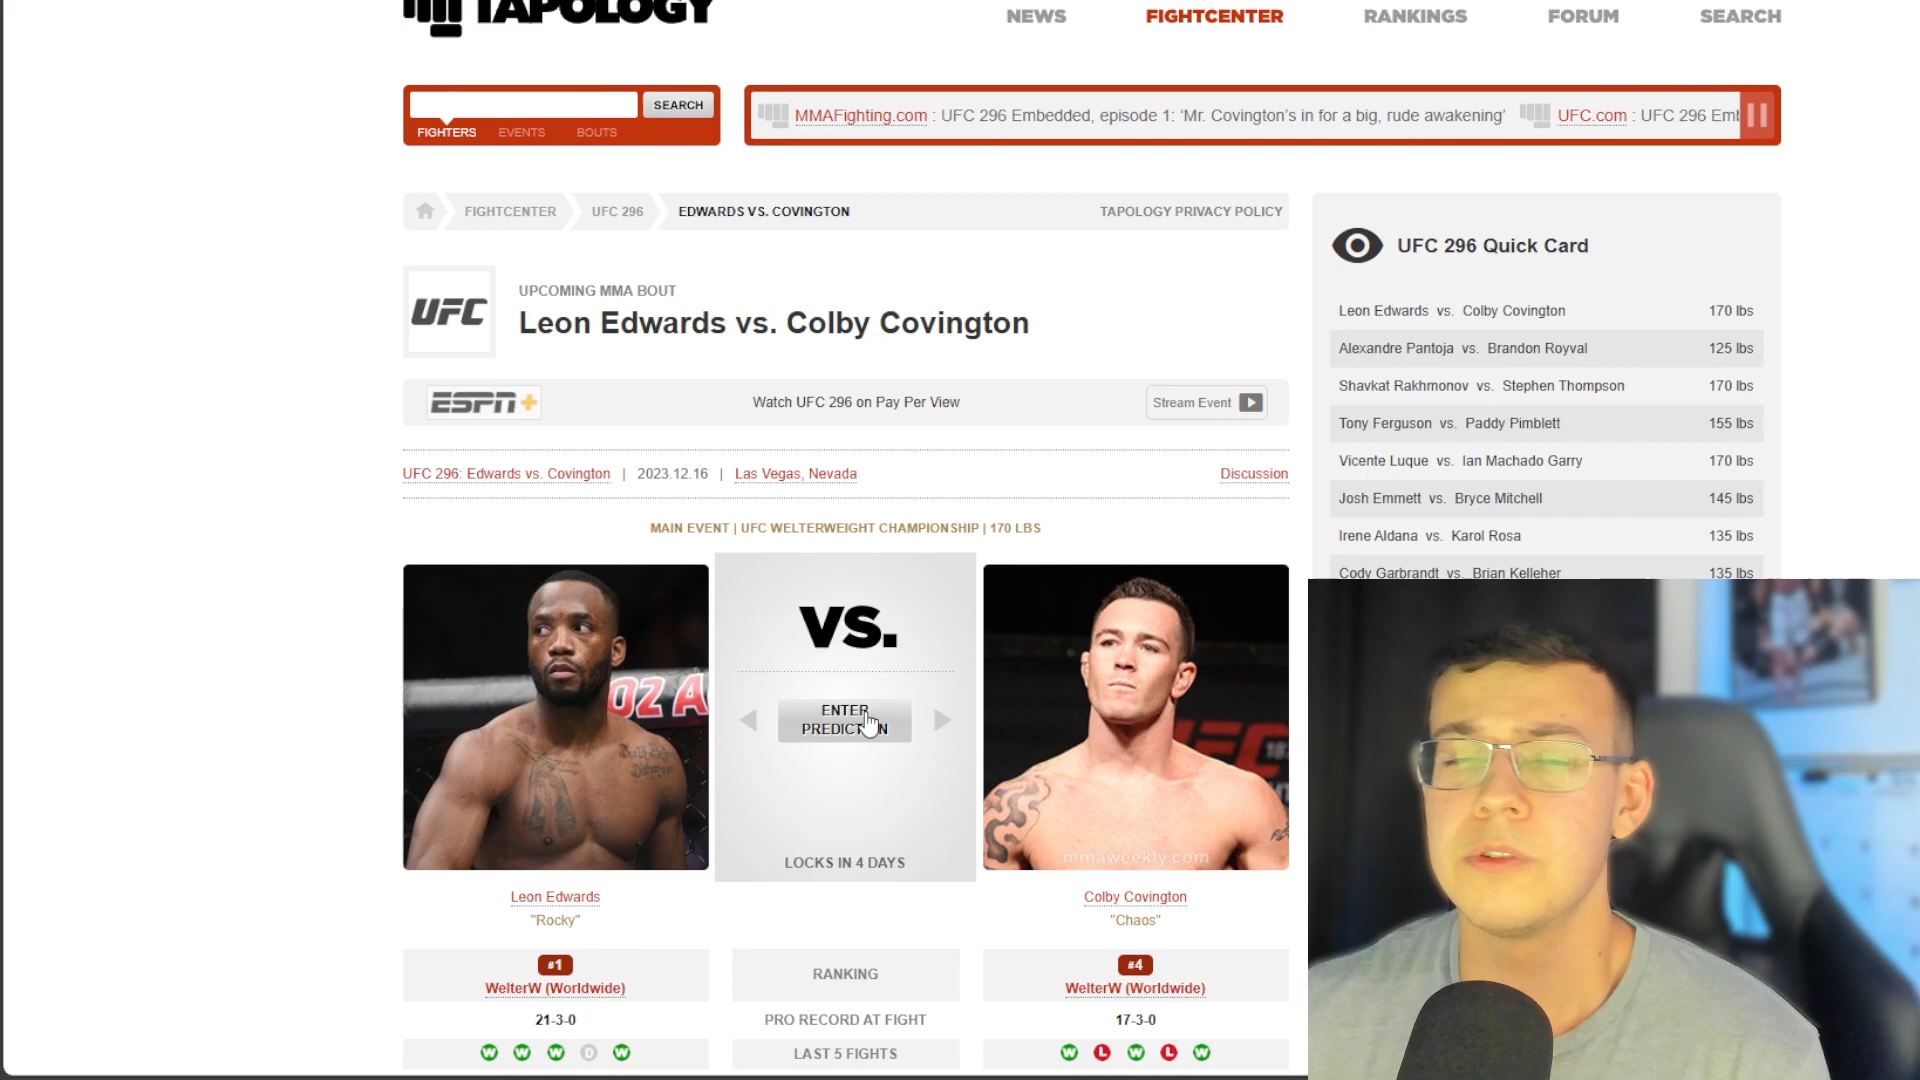 TAPOLOGY
NEWS
FIGHTCENTER
RANKINGS
FORUM
SEARCH
SEARCH
FIGHTERS
EVENTS
BOUTS
MMAFighting.com : UFC 296 Embedded, episode 1: ‘Mr. Covington’s in for a big, rude awakening’
UFC.com : UFC 296 Emb
FIGHTCENTER
UFC 296
EDWARDS VS. COVINGTON
TAPOLOGY PRIVACY POLICY
UFC
UPCOMING MMA BOUT
Leon Edwards vs. Colby Covington
ESPN+
Watch UFC 296 on Pay Per View
Stream Event
UFC 296: Edwards vs. Covington | 2023.12.16 | Las Vegas, Nevada
Discussion
MAIN EVENT | UFC WELTERWEIGHT CHAMPIONSHIP | 170 LBS
OZ A
VS.
ENTER
PREDICTION
LOCKS IN 4 DAYS
mmaweekly.com
Leon Edwards
"Rocky"
Colby Covington
"Chaos"
#1
WelterW (Worldwide)
RANKING
#4
WelterW (Worldwide)
21-3-0
PRO RECORD AT FIGHT
17-3-0
W W W D W
LAST 5 FIGHTS
W L W L W
UFC 296 Quick Card
Leon Edwards vs. Colby Covington 170 lbs
Alexandre Pantoja vs. Brandon Royval 125 lbs
Shavkat Rakhmonov vs. Stephen Thompson 170 lbs
Tony Ferguson vs. Paddy Pimblett 155 lbs
Vicente Luque vs. Ian Machado Garry 170 lbs
Josh Emmett vs. Bryce Mitchell 145 lbs
Irene Aldana vs. Karol Rosa 135 lbs
Cody Garbrandt vs. Brian Kelleher 135 lbs